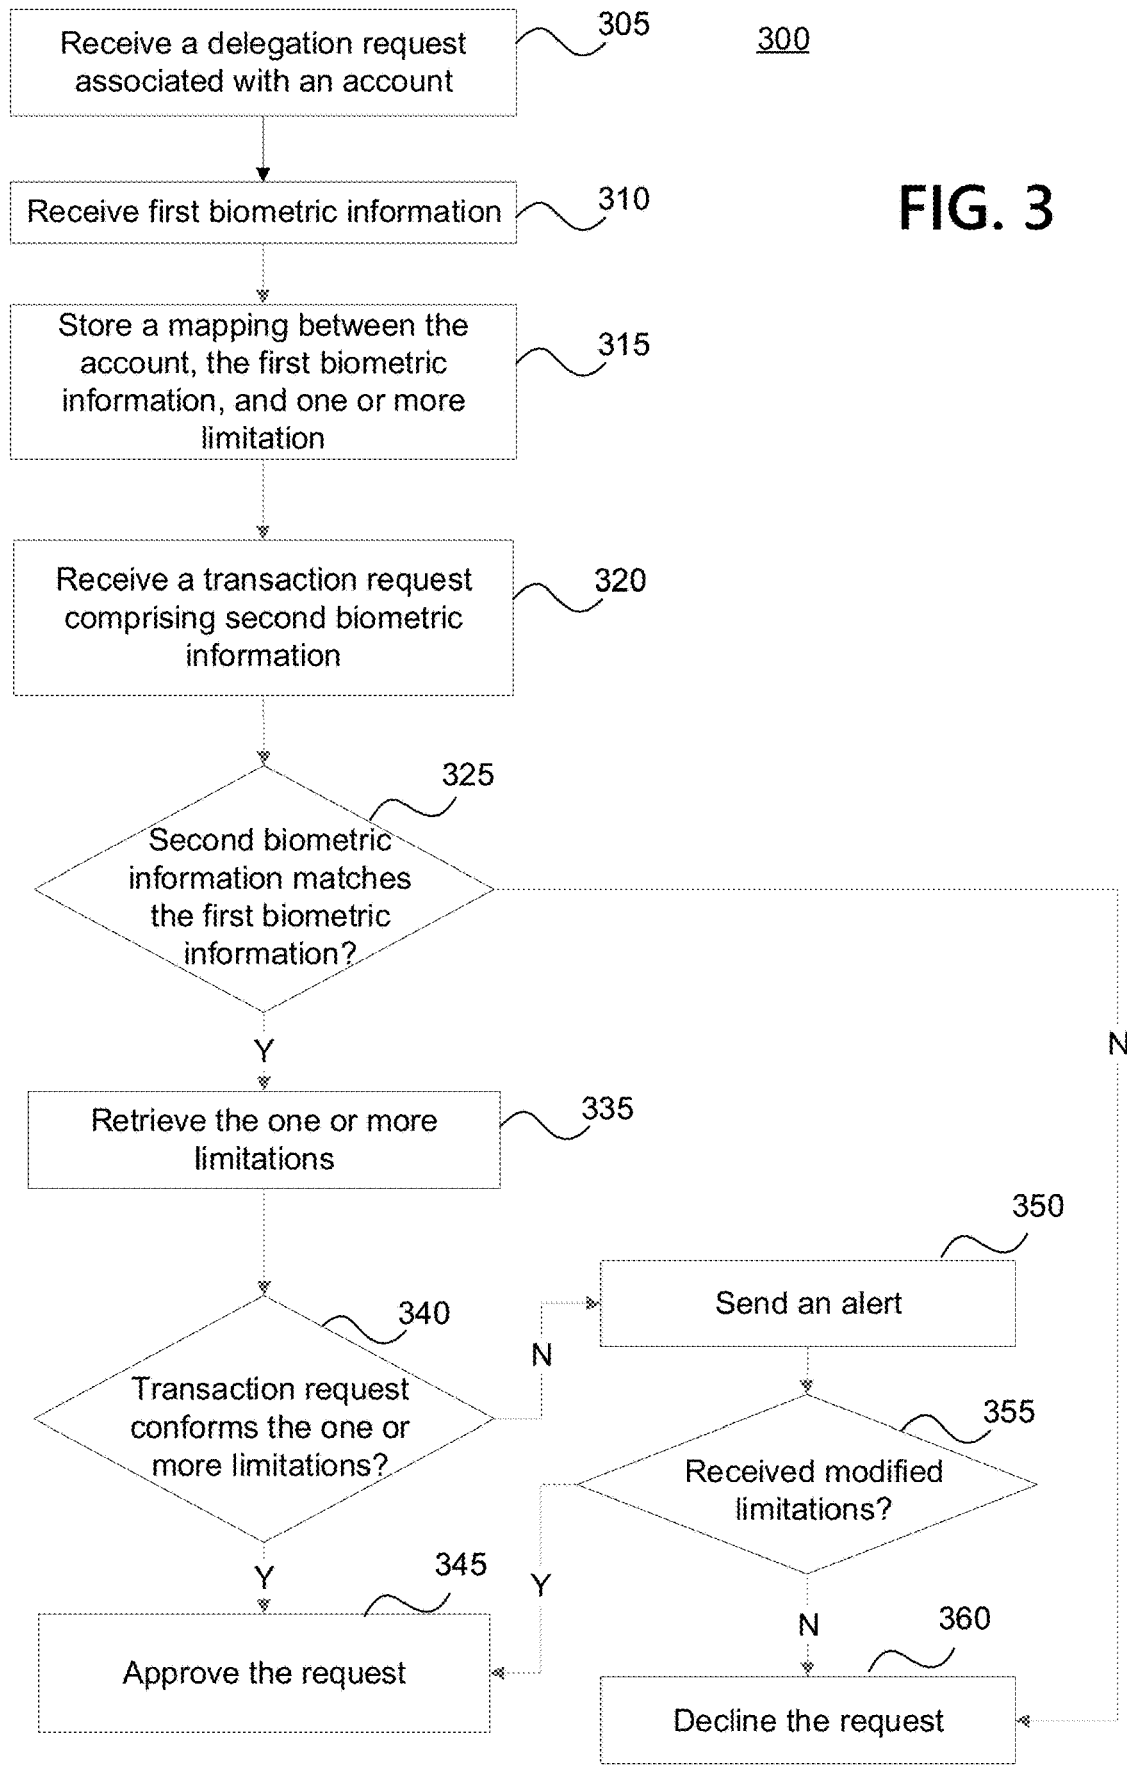 Receive a delegation request
associated with an account
305
300
Receive first biometric information
310
FIG. 3
Store a mapping between the
account, the first biometric
information, and one or more
limitation
315
Receive a transaction request
comprising second biometric
information
320
325
Second biometric
information matches
the first biometric
information?
N
Y
Retrieve the one or more
limitations
335
350
Send an alert
340
N
Transaction request
conforms the one or
more limitations?
355
Received modified
limitations?
Y
345
Y
N
360
Approve the request
Decline the request